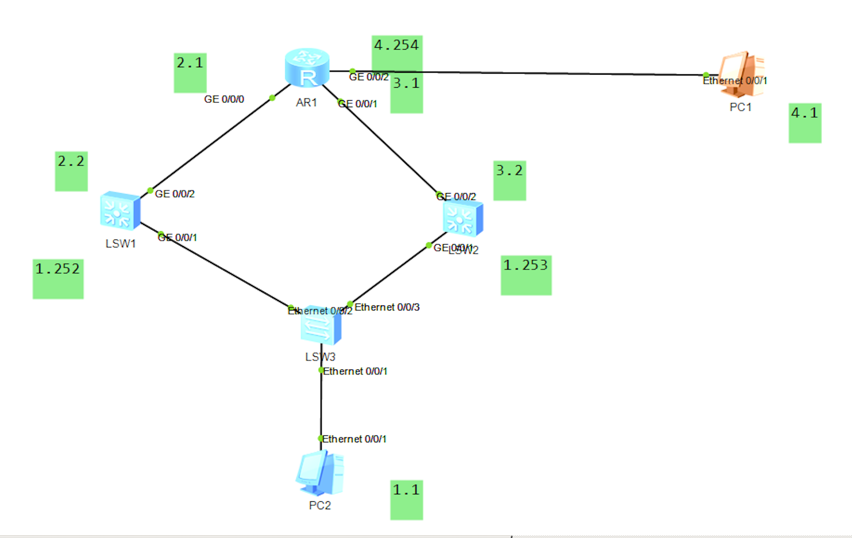 4.254
2.1
GE 0/0/2
Ethernet 0/0/1
3.1
GE 0/0/0
AR1
GE 0/0/1
PC1
4.1
2.2
3.2
GE 0/0/2
GE 0/0/2
LSW1
GE 0/0/1
GE 0/0/1
LSW2
1.252
1.253
Ethernet 0/0/2
Ethernet 0/0/3
LSW3
Ethernet 0/0/1
Ethernet 0/0/1
1.1
PC2